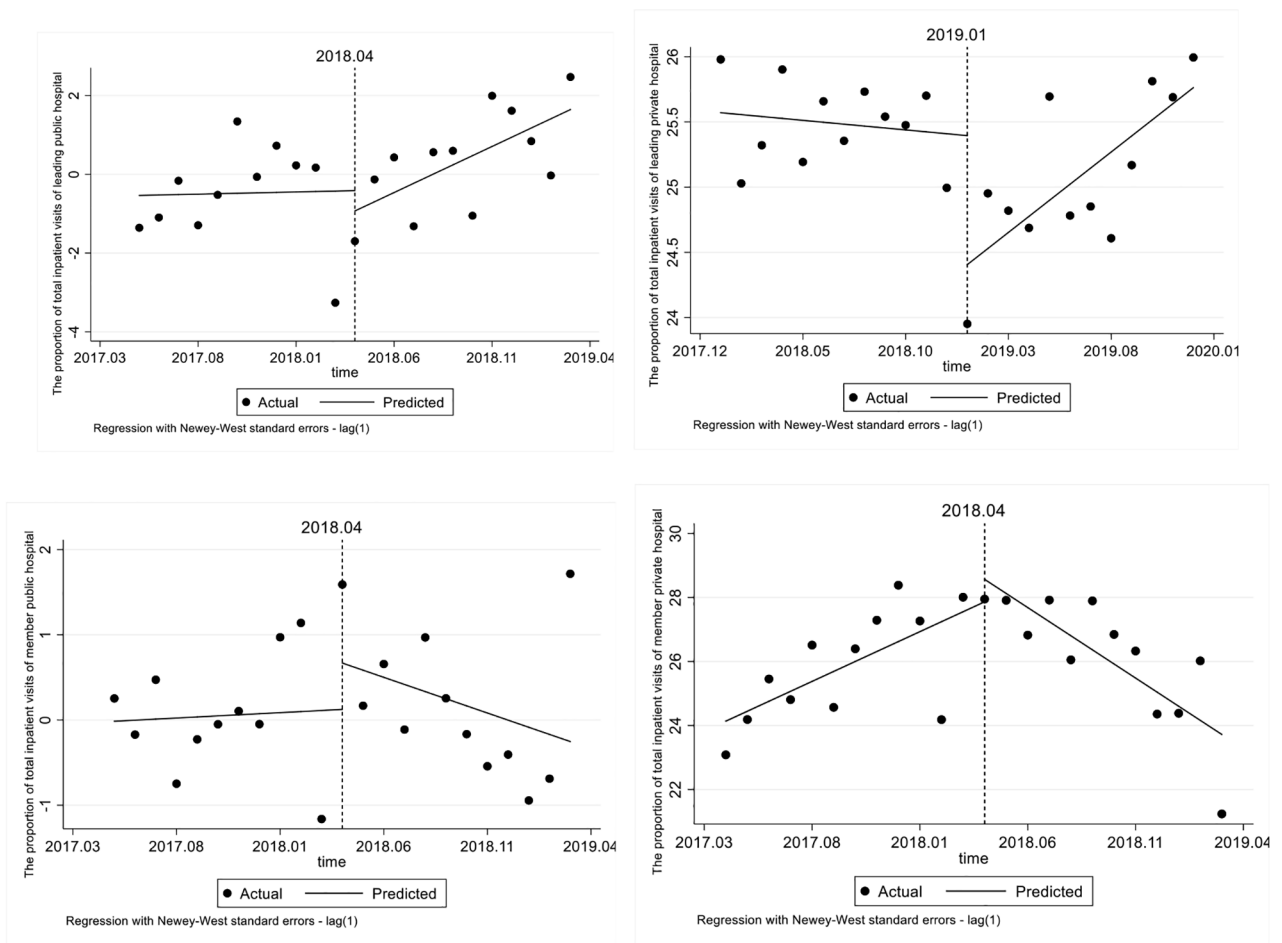 2018.04
The proportion of total inpatient visits of leading public hospital
2
0
-2
-4
2017.03 2017.08 2018.01 2018.06 2018.11 2019.04
time
Actual Predicted
Regression with Newey-West standard errors - lag(1)
2019.01
The proportion of total inpatient visits of leading private hospital
26
25.5
25
24.5
24
2017.12 2018.05 2018.10 2019.03 2019.08 2020.01
time
Actual Predicted
Regression with Newey-West standard errors - lag(1)
2018.04
The proportion of total inpatient visits of member public hospital
2
1
0
-1
2017.03 2017.08 2018.01 2018.06 2018.11 2019.04
time
Actual Predicted
Regression with Newey-West standard errors - lag(1)
2018.04
The proportion of total inpatient visits of member private hospital
30
28
26
24
22
2017.03 2017.08 2018.01 2018.06 2018.11 2019.04
time
Actual Predicted
Regression with Newey-West standard errors - lag(1)